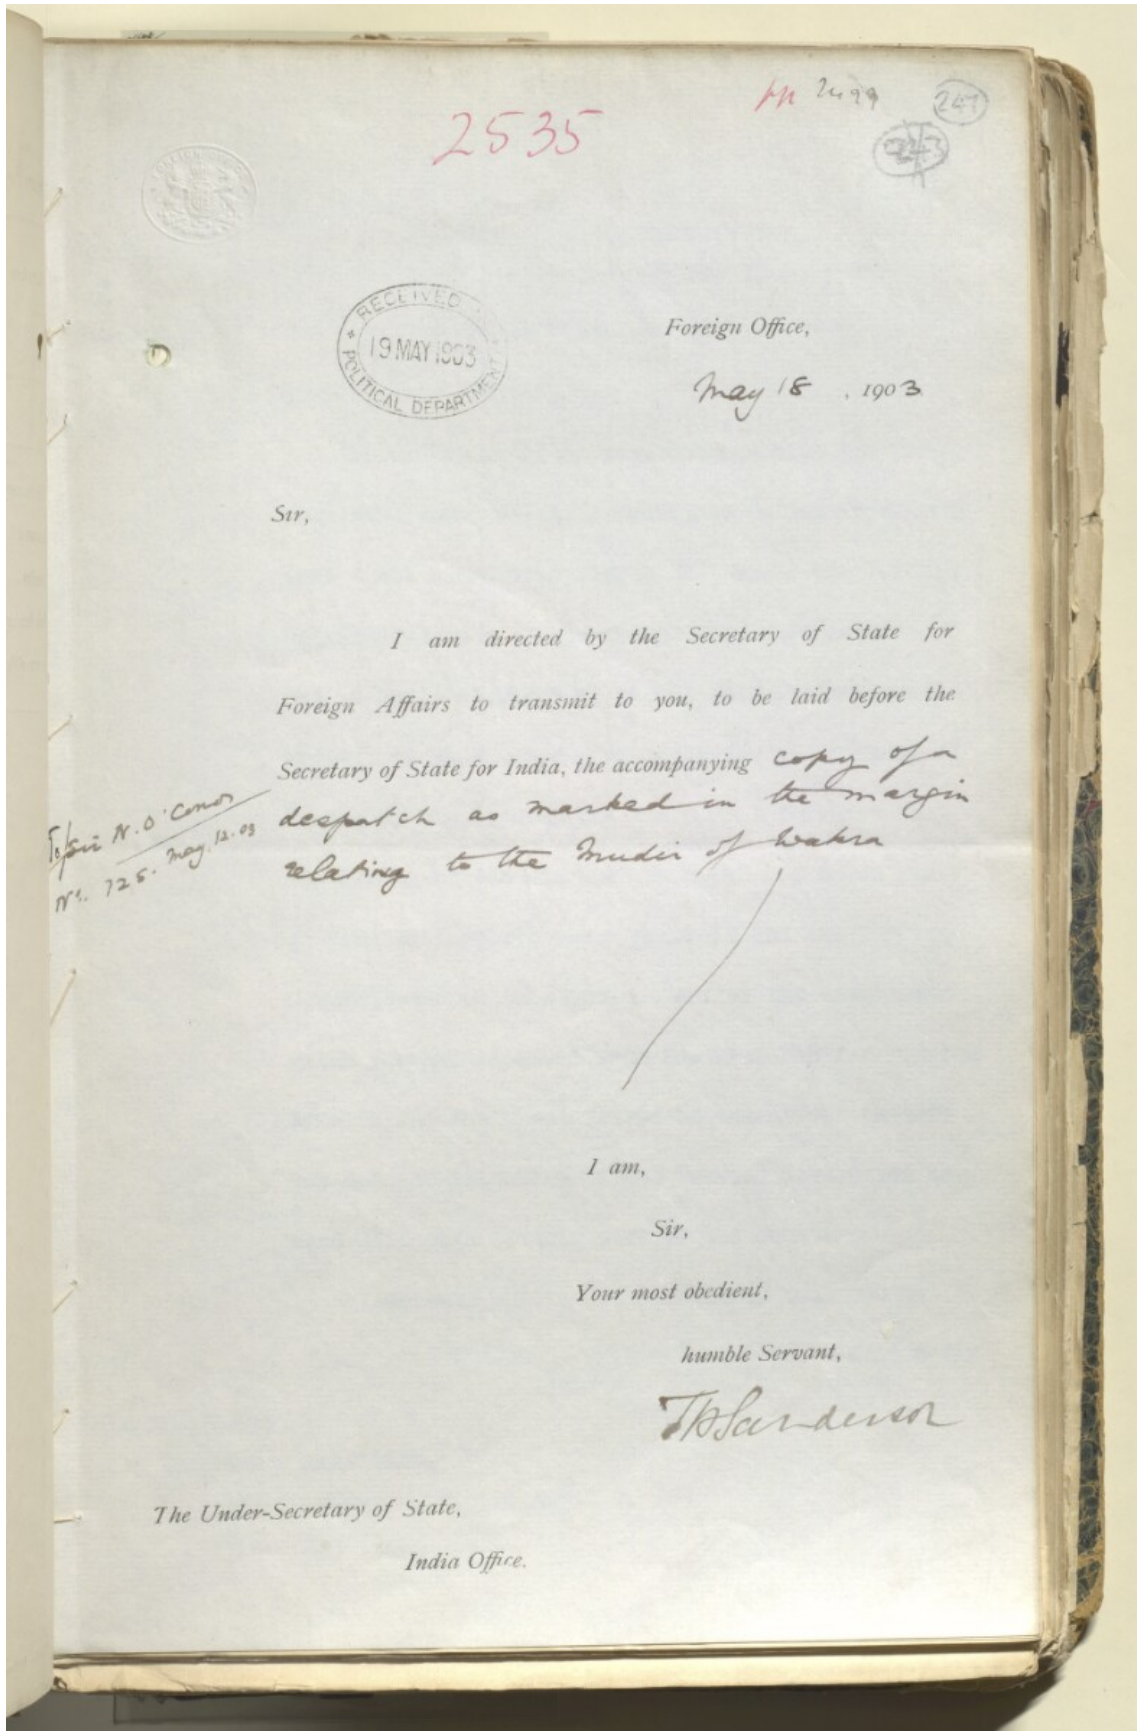 2535
247
RECEIVED
19 MAY 1903
POLITICAL DEPARTMENT
Foreign Office,
May 18, 1903
Sir,
I am directed by the Secretary of State for
Foreign Affairs to transmit to you, to be laid before the
Secretary of State for India, the accompanying copy of a
despatch as marked in the margin
relating to the Mudir of Wakra
To/Sir N. O'Conor
No. 725. May. 12. 03
I am,
Sir,
Your most obedient,
humble Servant,
T H Sanderson
The Under-Secretary of State,
India Office.